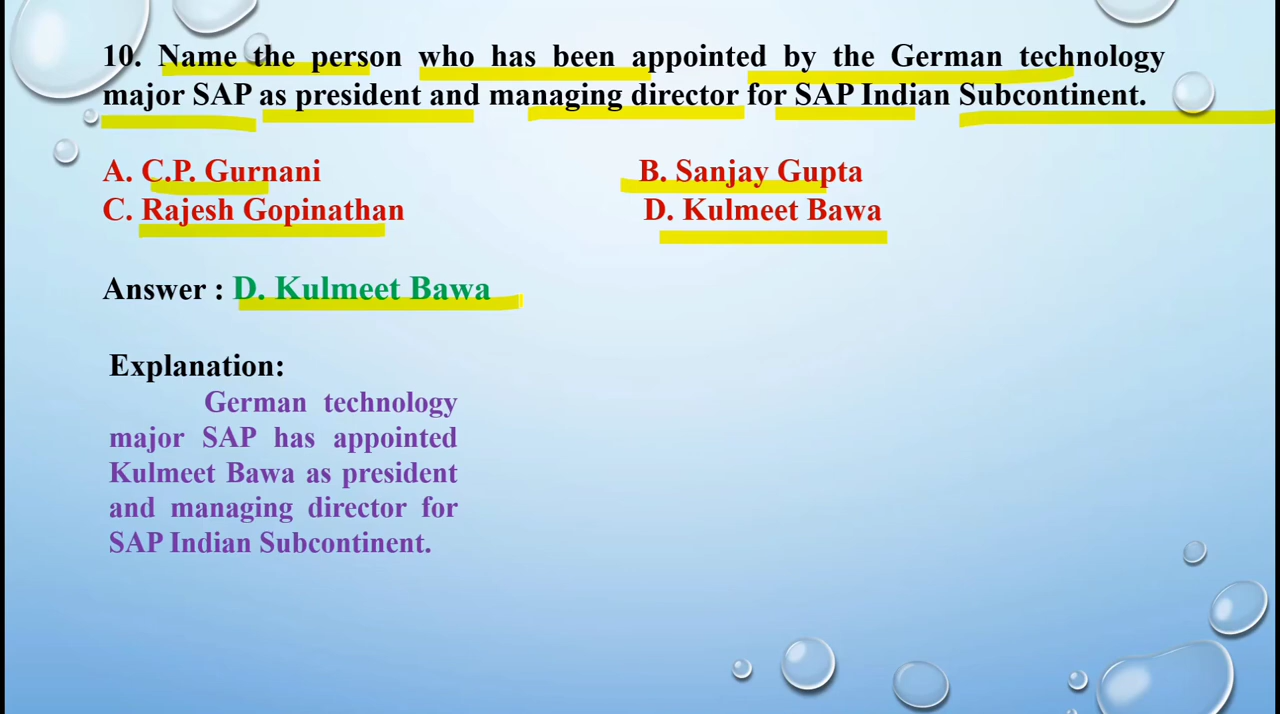 10. Name the person who has been appointed by the German technology
major SAP as president and managing director for SAP Indian Subcontinent.
A. C.P. Gurnani B. Sanjay Gupta
C. Rajesh Gopinathan D. Kulmeet Bawa
Answer : D. Kulmeet Bawa
Explanation:
German technology
major SAP has appointed
Kulmeet Bawa as president
and managing director for
SAP Indian Subcontinent.